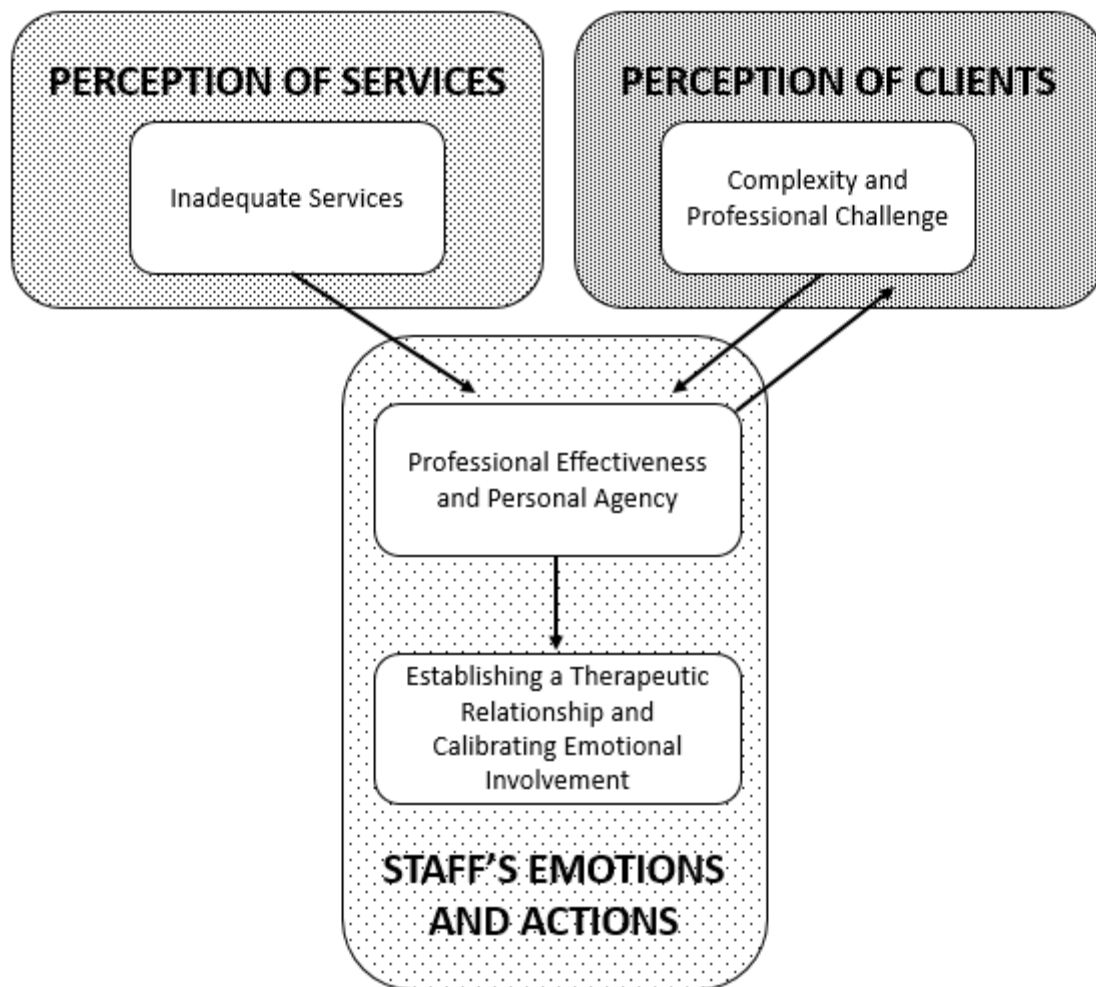 PERCEPTION OF SERVICES
Inadequate Services
PERCEPTION OF CLIENTS
Complexity and
Professional Challenge
Professional Effectiveness
and Personal Agency
Establishing a Therapeutic
Relationship and
Calibrating Emotional
Involvement
STAFF’S EMOTIONS
AND ACTIONS